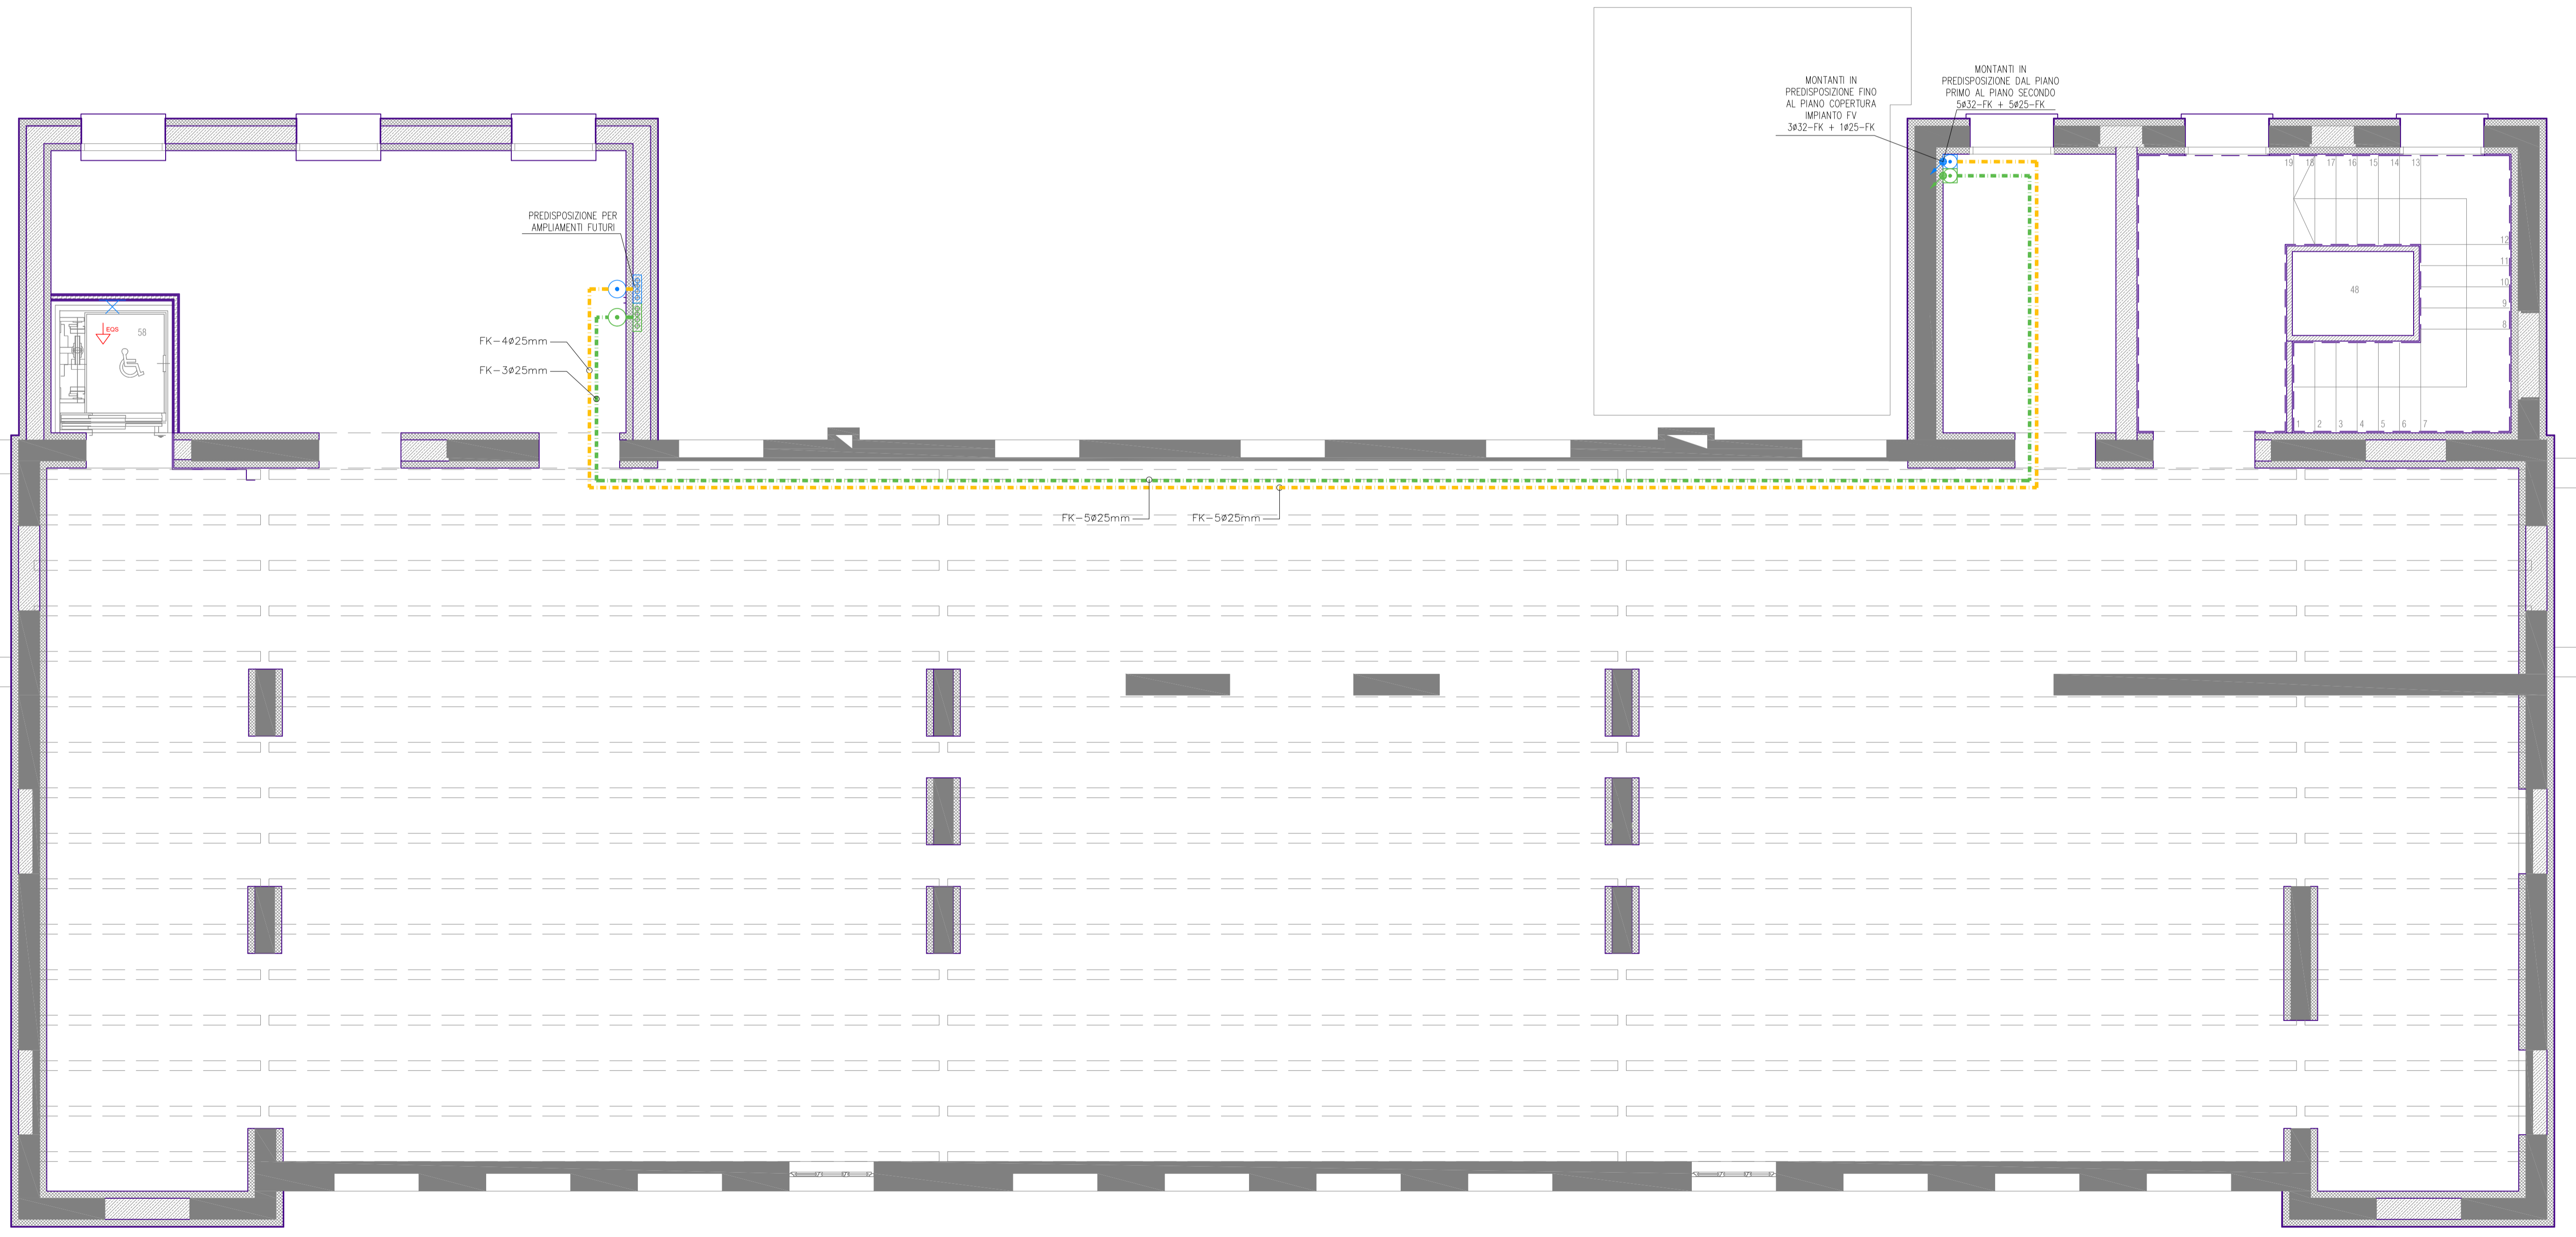 MONTANTI IN
PREDISPOSIZIONE FINO
AL PIANO COPERTURA
IMPIANTO FV
3ø32-FK + 1ø25-FK
MONTANTI IN
PREDISPOSIZIONE DAL PIANO
PRIMO AL PIANO SECONDO
5ø32-FK + 5ø25-FK
19 18 17 16 15 14 13
PREDISPOSIZIONE PER
AMPLIAMENTI FUTURI
12
11
10
9
8
48
EQS
58
FK-4ø25mm
FK-3ø25mm
1 2 3 4 5 6 7
FK-5ø25mm
FK-5ø25mm